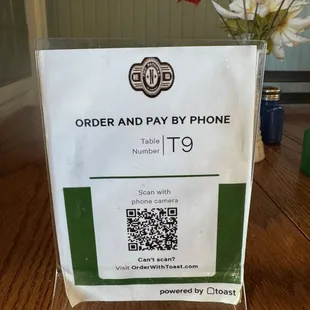 ORDER AND PAY BY PHONE
Table
Number
T9
Scan with
phone camera
Can't scan?
Visit OrderWithToast.com
powered by toast